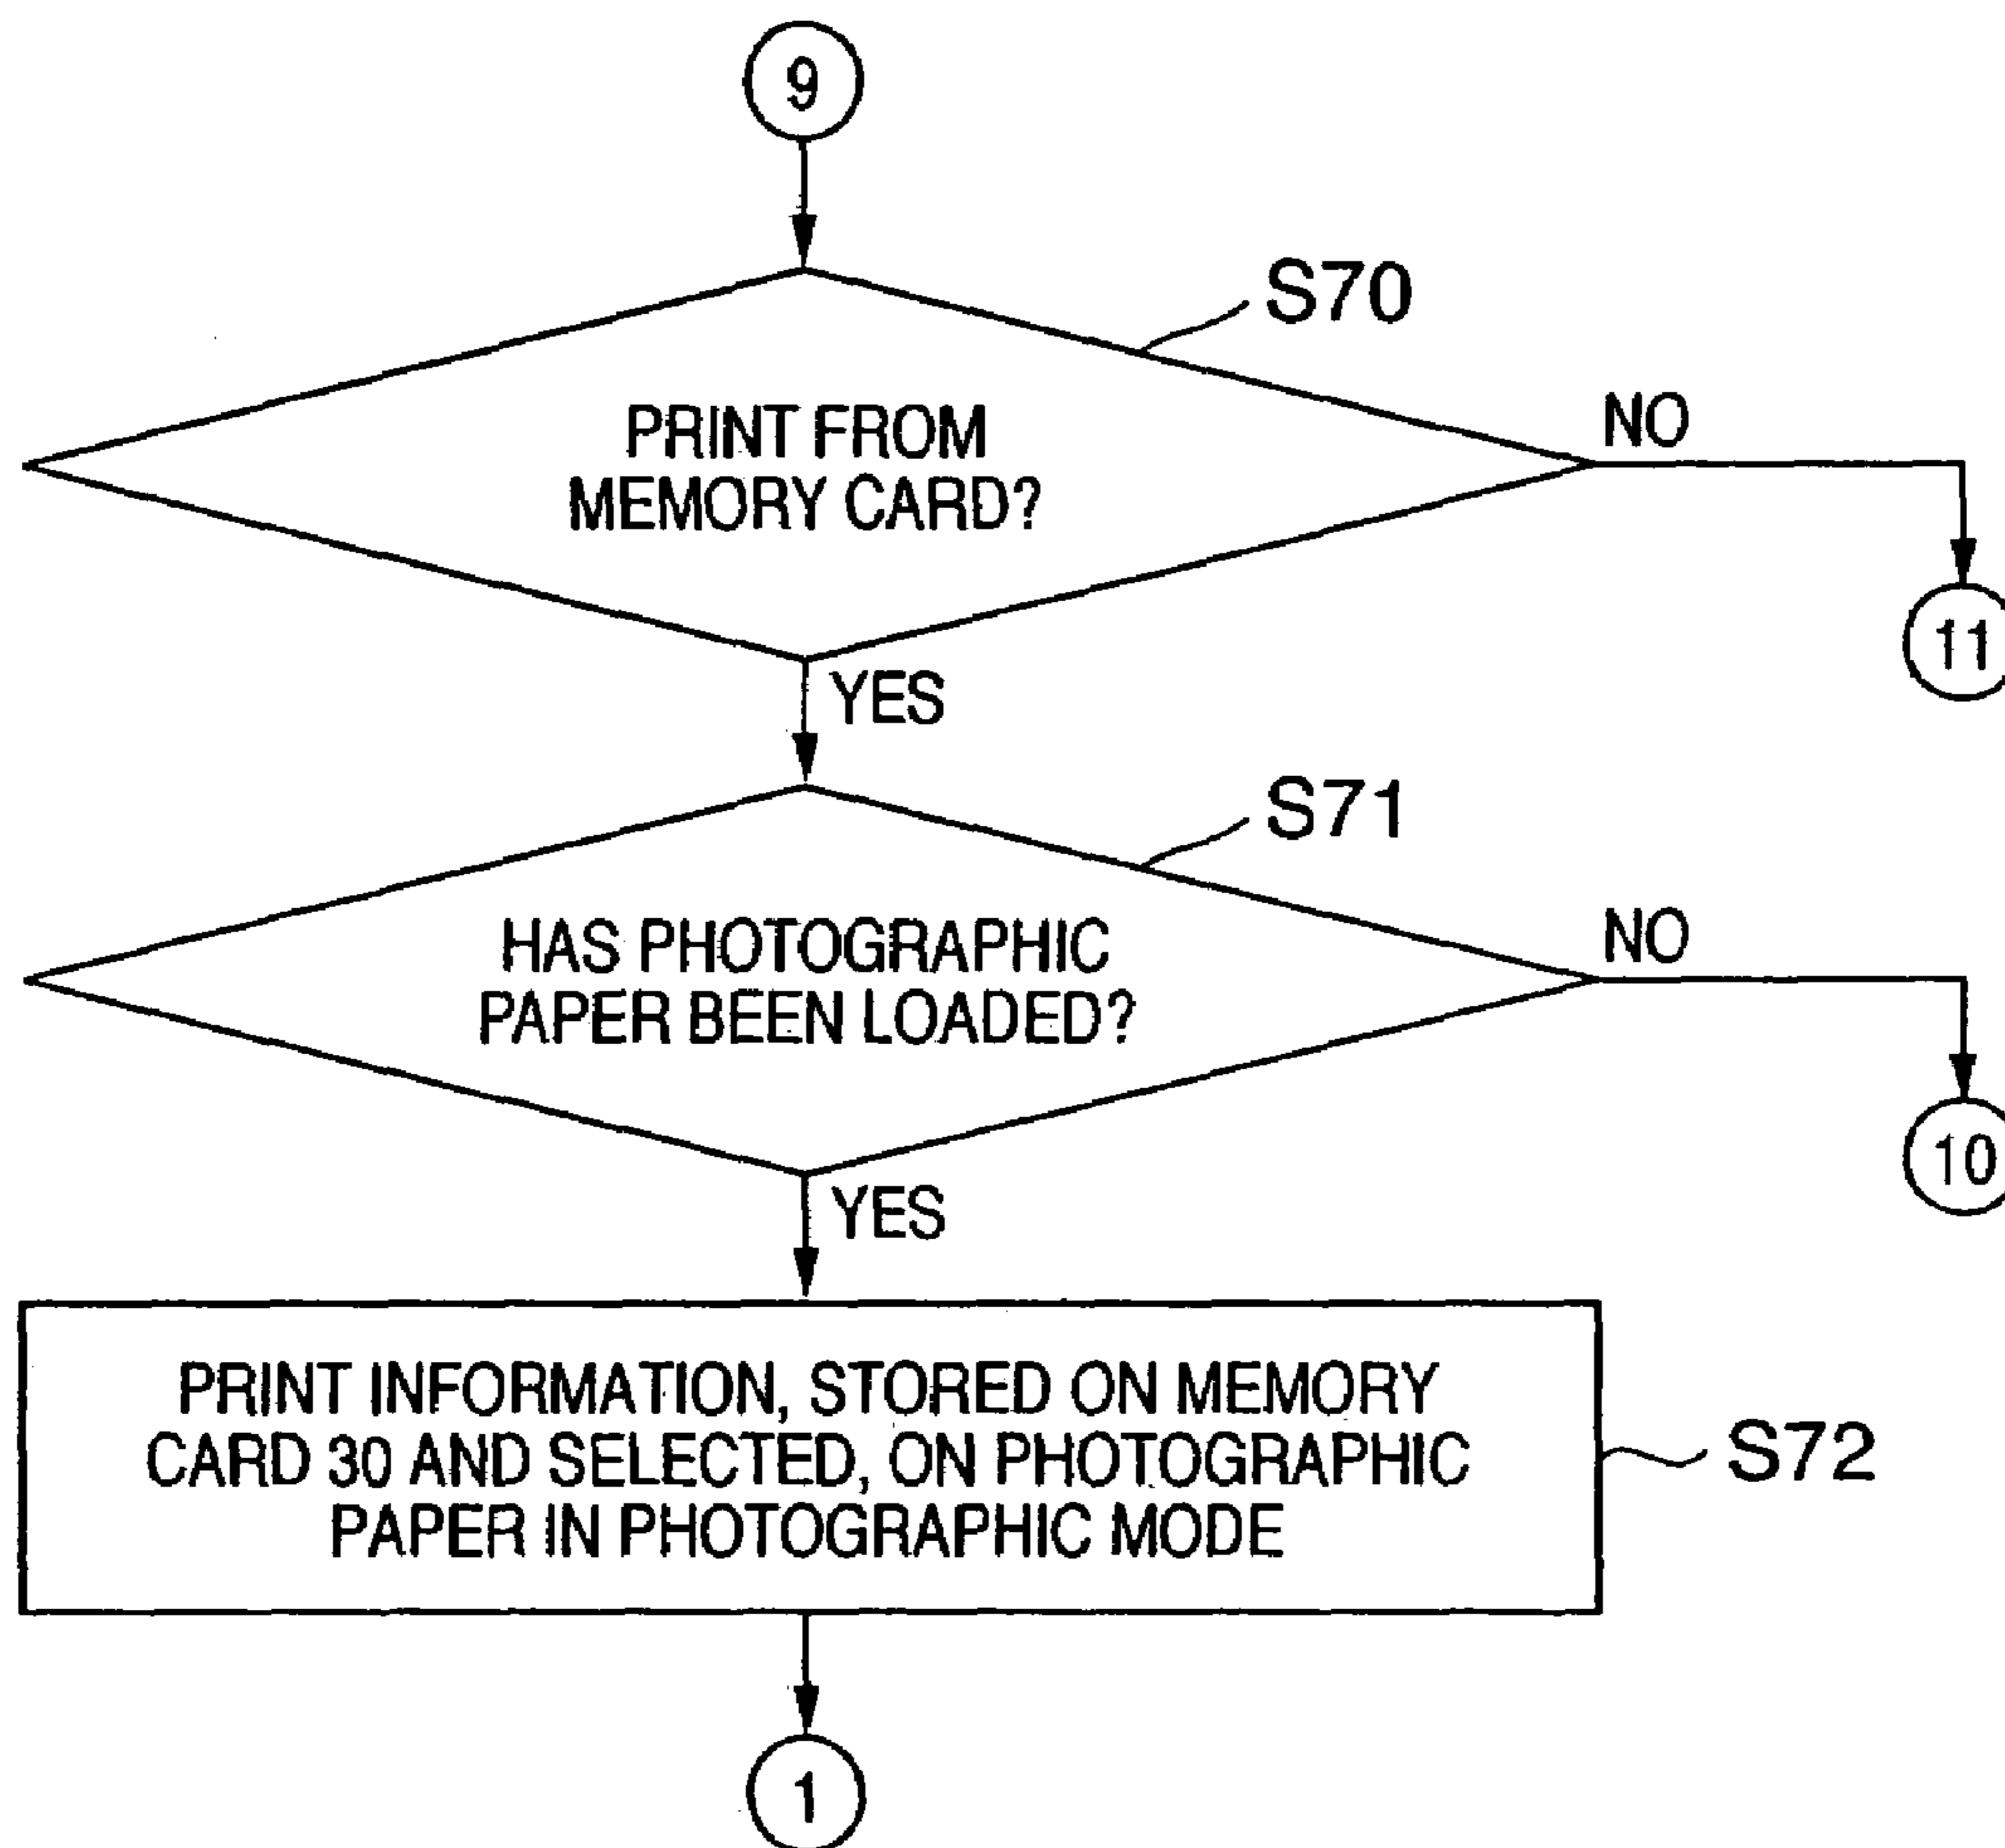 9
S70
PRINT FROM
MEMORY CARD?
NO
11
YES
S71
HAS PHOTOGRAPHIC
PAPER BEEN LOADED?
NO
10
YES
PRINT INFORMATION, STORED ON MEMORY
CARD 30 AND SELECTED, ON PHOTOGRAPHIC
PAPER IN PHOTOGRAPHIC MODE
S72
1